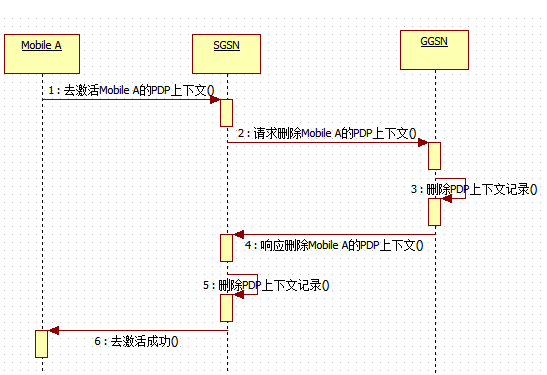 Mobile A
SGSN
GGSN
1 : 去激活Mobile A的PDP上下文()
2 : 请求删除Mobile A的PDP上下文()
3 : 删除PDP上下文记录()
4 : 响应删除Mobile A的PDP上下文()
5 : 删除PDP上下文记录()
6 : 去激活成功()